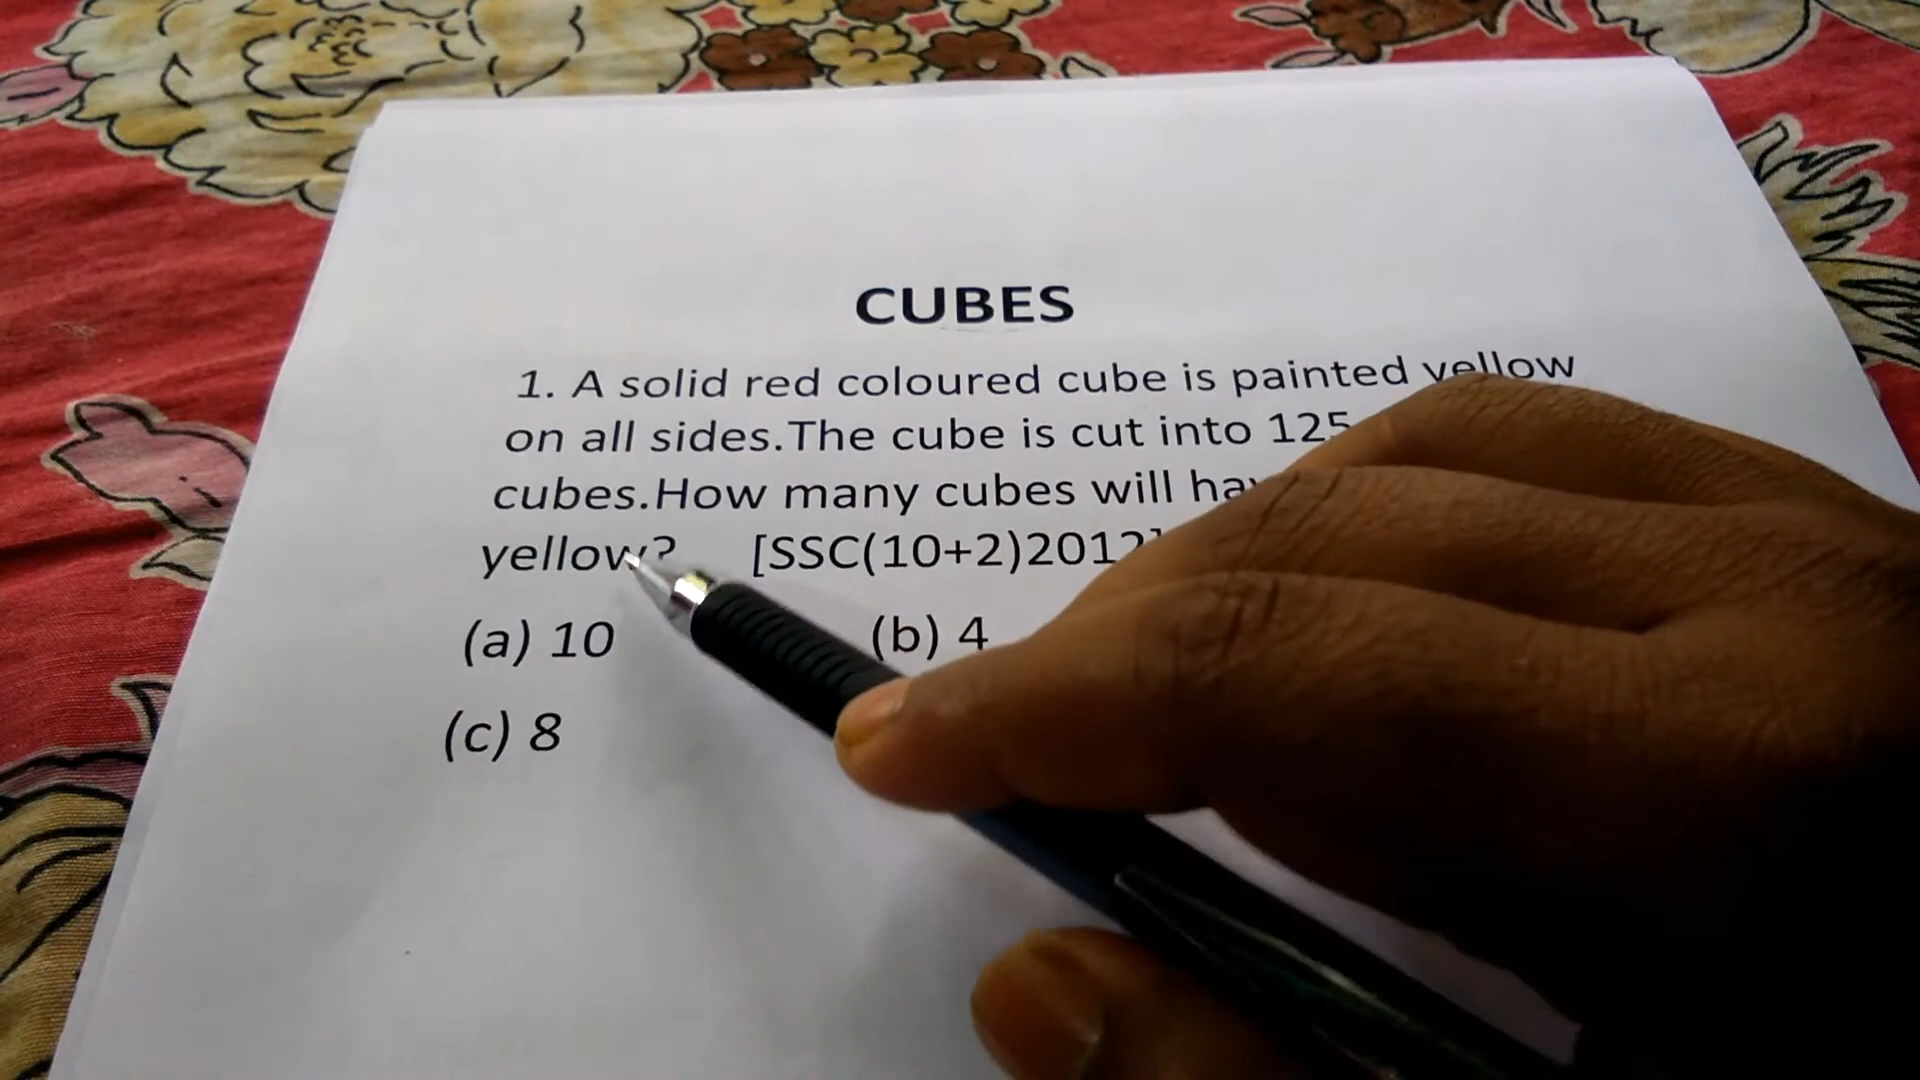 CUBES
1. A solid red coloured cube is painted yellow
on all sides.The cube is cut into 125
cubes.How many cubes will
yellow? [SSC(10+2)2012]
(a) 10 (b) 4
(c) 8